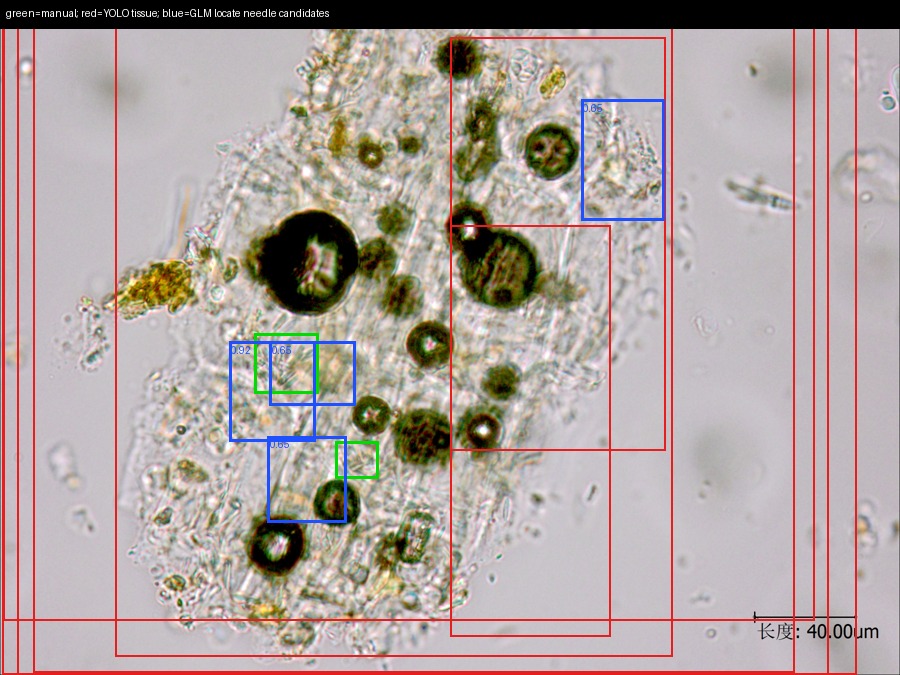 green=manual; red=YOLO tissue; blue=GLM locate needle candidates
0.65
0.92
0.65
0.65
长度: 40.00um